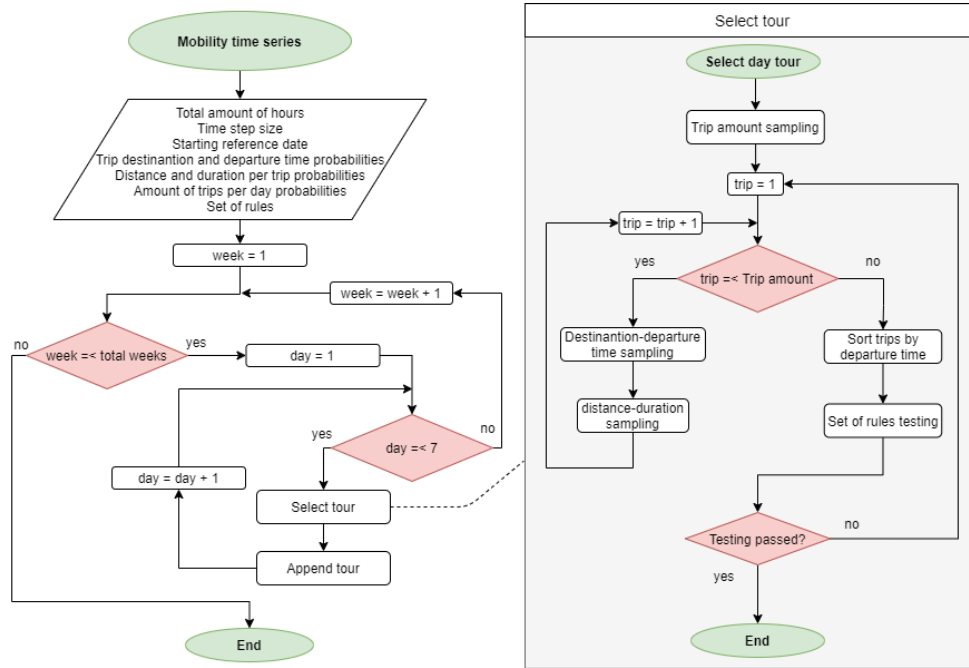 Mobility time series
Total amount of hours
Time step size
Starting reference date
Trip destinantion and departure time probabilities
Distance and duration per trip probabilities
Amount of trips per day probabilities
Set of rules
week = 1
week = week + 1
no
week =< total weeks
yes
day = 1
yes
day =< 7
no
day = day + 1
Select tour
Append tour
End
Select tour
Select day tour
Trip amount sampling
trip = 1
trip = trip + 1
yes
trip =< Trip amount
no
Destinantion-departure
time sampling
Sort trips by
departure time
distance-duration
sampling
Set of rules testing
Testing passed?
no
yes
End